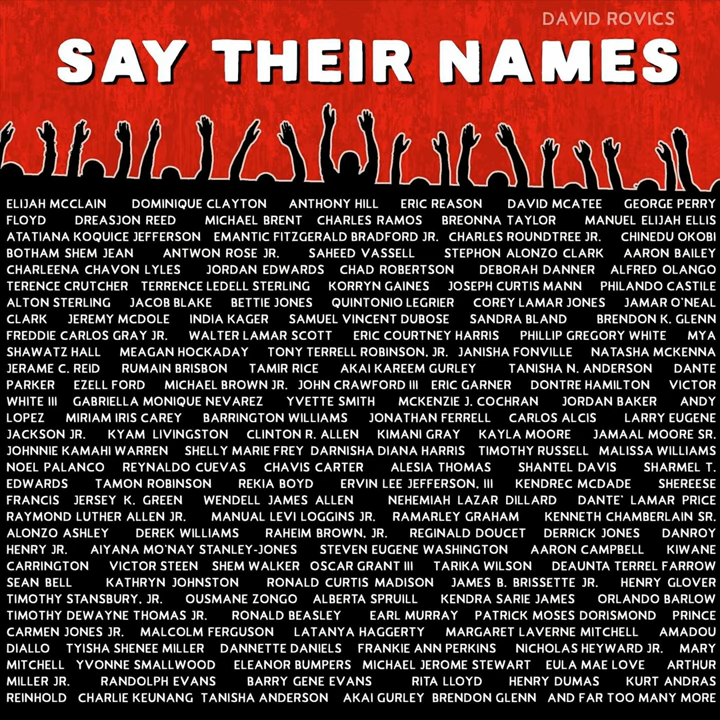 DAVID ROVICS
SAY THEIR NAMES
ELIJAH MCCLAIN DOMINIQUE CLAYTON ANTHONY HILL ERIC REASON DAVID MCATEE GEORGE PERRY
FLOYD DREASJON REED MICHAEL BRENT CHARLES RAMOS BREONNA TAYLOR MANUEL ELIJAH ELLIS
ATATIANA KOQUICE JEFFERSON EMANTIC FITZGERALD BRADFORD JR. CHARLES ROUNDTREE JR. CHINEDU OKOBI
BOTHAM SHEM JEAN ANTWON ROSE JR. SAHEED VASSELL STEPHON ALONZO CLARK AARON BAILEY
CHARLEENA CHAVON LYLES JORDAN EDWARDS CHAD ROBERTSON DEBORAH DANNER ALFRED OLANGO
TERENCE CRUTCHER TERRENCE LEDELL STERLING KORRYN GAINES JOSEPH CURTIS MANN PHILANDO CASTILE
ALTON STERLING JACOB BLAKE BETTIE JONES QUINTONIO LEGRIER COREY LAMAR JONES JAMAR O'NEAL
CLARK JEREMY MCDOLE INDIA KAGER SAMUEL VINCENT DUBOSE SANDRA BLAND BRENDON K. GLENN
FREDDIE CARLOS GRAY JR. WALTER LAMAR SCOTT ERIC COURTNEY HARRIS PHILLIP GREGORY WHITE MYA
SHAWATZ HALL MEAGAN HOCKADAY TONY TERRELL ROBINSON, JR. JANISHA FONVILLE NATASHA MCKENNA
JERAME C. REID RUMAIN BRISBON TAMIR RICE AKAI KAREEM GURLEY TANISHA N. ANDERSON DANTE
PARKER EZELL FORD MICHAEL BROWN JR. JOHN CRAWFORD III ERIC GARNER DONTRE HAMILTON VICTOR
WHITE III GABRIELLA MONIQUE NEVAREZ YVETTE SMITH MCKENZIE J. COCHRAN JORDAN BAKER ANDY
LOPEZ MIRIAM IRIS CAREY BARRINGTON WILLIAMS JONATHAN FERRELL CARLOS ALCIS LARRY EUGENE
JACKSON JR. KYAM LIVINGSTON CLINTON R. ALLEN KIMANI GRAY KAYLA MOORE JAMAAL MOORE SR.
JOHNNIE KAMAHI WARREN SHELLY MARIE FREY DARNISHA DIANA HARRIS TIMOTHY RUSSELL MALISSA WILLIAMS
NOEL PALANCO REYNALDO CUEVAS CHAVIS CARTER ALESIA THOMAS SHANTEL DAVIS SHARMEL T.
EDWARDS TAMON ROBINSON REKIA BOYD ERVIN LEE JEFFERSON, III KENDREC MCDADE SHEREESE
FRANCIS JERSEY K. GREEN WENDELL JAMES ALLEN NEHEMIAH LAZAR DILLARD DANTE' LAMAR PRICE
RAYMOND LUTHER ALLEN JR. MANUAL LEVI LOGGINS JR. RAMARLEY GRAHAM KENNETH CHAMBERLAIN SR.
ALONZO ASHLEY DEREK WILLIAMS RAHEIM BROWN, JR. REGINALD DOUCET DERRICK JONES DANROY
HENRY JR. AIYANA MO'NAY STANLEY-JONES STEVEN EUGENE WASHINGTON AARON CAMPBELL KIWANE
CARRINGTON VICTOR STEEN SHEM WALKER OSCAR GRANT III TARIKA WILSON DEAUNTA TERREL FARROW
SEAN BELL KATHRYN JOHNSTON RONALD CURTIS MADISON JAMES B. BRISSETTE JR. HENRY GLOVER
TIMOTHY STANSBURY, JR. OUSMANE ZONGO ALBERTA SPRUILL KENDRA SARIE JAMES ORLANDO BARLOW
TIMOTHY DEWAYNE THOMAS JR. RONALD BEASLEY EARL MURRAY PATRICK MOSES DORISMOND PRINCE
CARMEN JONES JR. MALCOLM FERGUSON LATANYA HAGGERTY MARGARET LAVERNE MITCHELL AMADOU
DIALLO TYISHA SHENEE MILLER DANNETTE DANIELS FRANKIE ANN PERKINS NICHOLAS HEYWARD JR. MARY
MITCHELL YVONNE SMALLWOOD ELEANOR BUMPERS MICHAEL JEROME STEWART EULA MAE LOVE ARTHUR
MILLER JR. RANDOLPH EVANS BARRY GENE EVANS RITA LLOYD HENRY DUMAS KURT ANDRAS
REINHOLD CHARLIE KEUNANG TANISHA ANDERSON AKAI GURLEY BRENDON GLENN AND FAR TOO MANY MORE